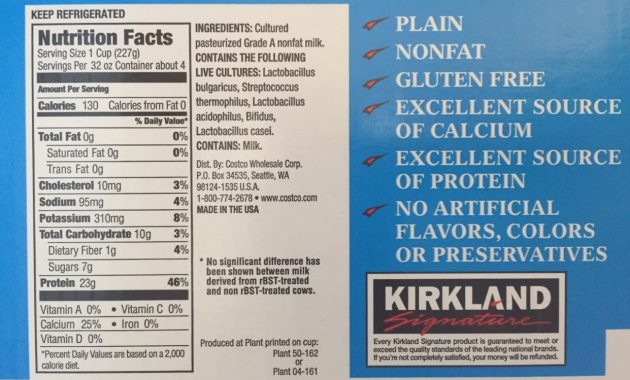 KEEP REFRIGERATED
Nutrition Facts
Serving Size 1 Cup (227g)
Servings Per 32 oz Container about 4
Amount Per Serving
Calories 130 Calories from Fat 0
% Daily Value*
Total Fat 0g 0%
Saturated Fat 0g 0%
Trans Fat 0g
Cholesterol 10mg 3%
Sodium 95mg 4%
Potassium 310mg 8%
Total Carbohydrate 10g 3%
Dietary Fiber 1g 4%
Sugars 7g
Protein 23g 46%
Vitamin A 0% • Vitamin C 0%
Calcium 25% • Iron 0%
Vitamin D 0%
*Percent Daily Values are based on a 2,000
calorie diet.
INGREDIENTS: Cultured
pasteurized Grade A nonfat milk.
CONTAINS THE FOLLOWING
LIVE CULTURES: Lactobacillus
bulgaricus, Streptococcus
thermophilus, Lactobacillus
acidophilus, Bifidus,
Lactobacillus casei.
CONTAINS: Milk.
Dist. By: Costco Wholesale Corp.
P.O. Box 34535, Seattle, WA
98124-1535 U.S.A.
1-800-774-2678 • www.costco.com
MADE IN THE USA
* No significant difference has
been shown between milk
derived from rBST-treated
and non rBST-treated cows.
Produced at Plant printed on cup:
Plant 50-162
or
Plant 04-161
PLAIN
NONFAT
GLUTEN FREE
EXCELLENT SOURCE
OF CALCIUM
EXCELLENT SOURCE
OF PROTEIN
NO ARTIFICIAL
FLAVORS, COLORS
OR PRESERVATIVES
KIRKLAND
Signature
Every Kirkland Signature product is guaranteed to meet or
exceed the quality standards of the leading national brands.
If you're not completely satisfied, your money will be refunded.